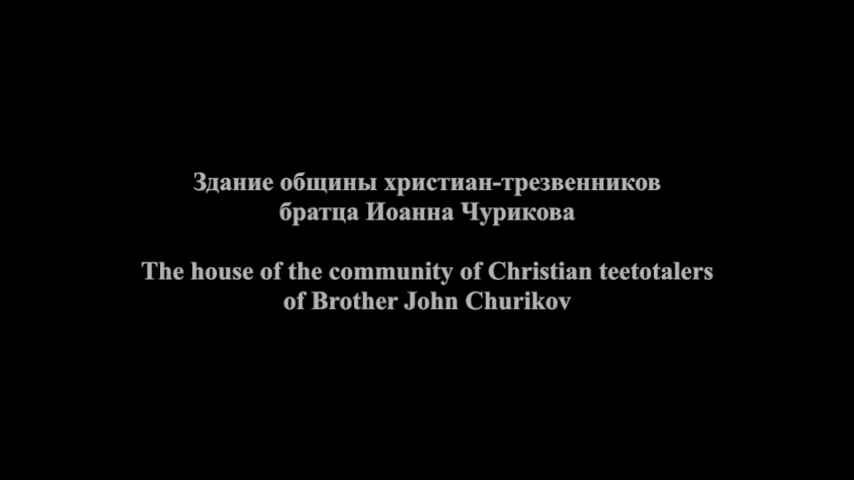 Здание общины христиан-трезвенников
братца Иоанна Чурикова
The house of the community of Christian teetotalers
of Brother John Churikov